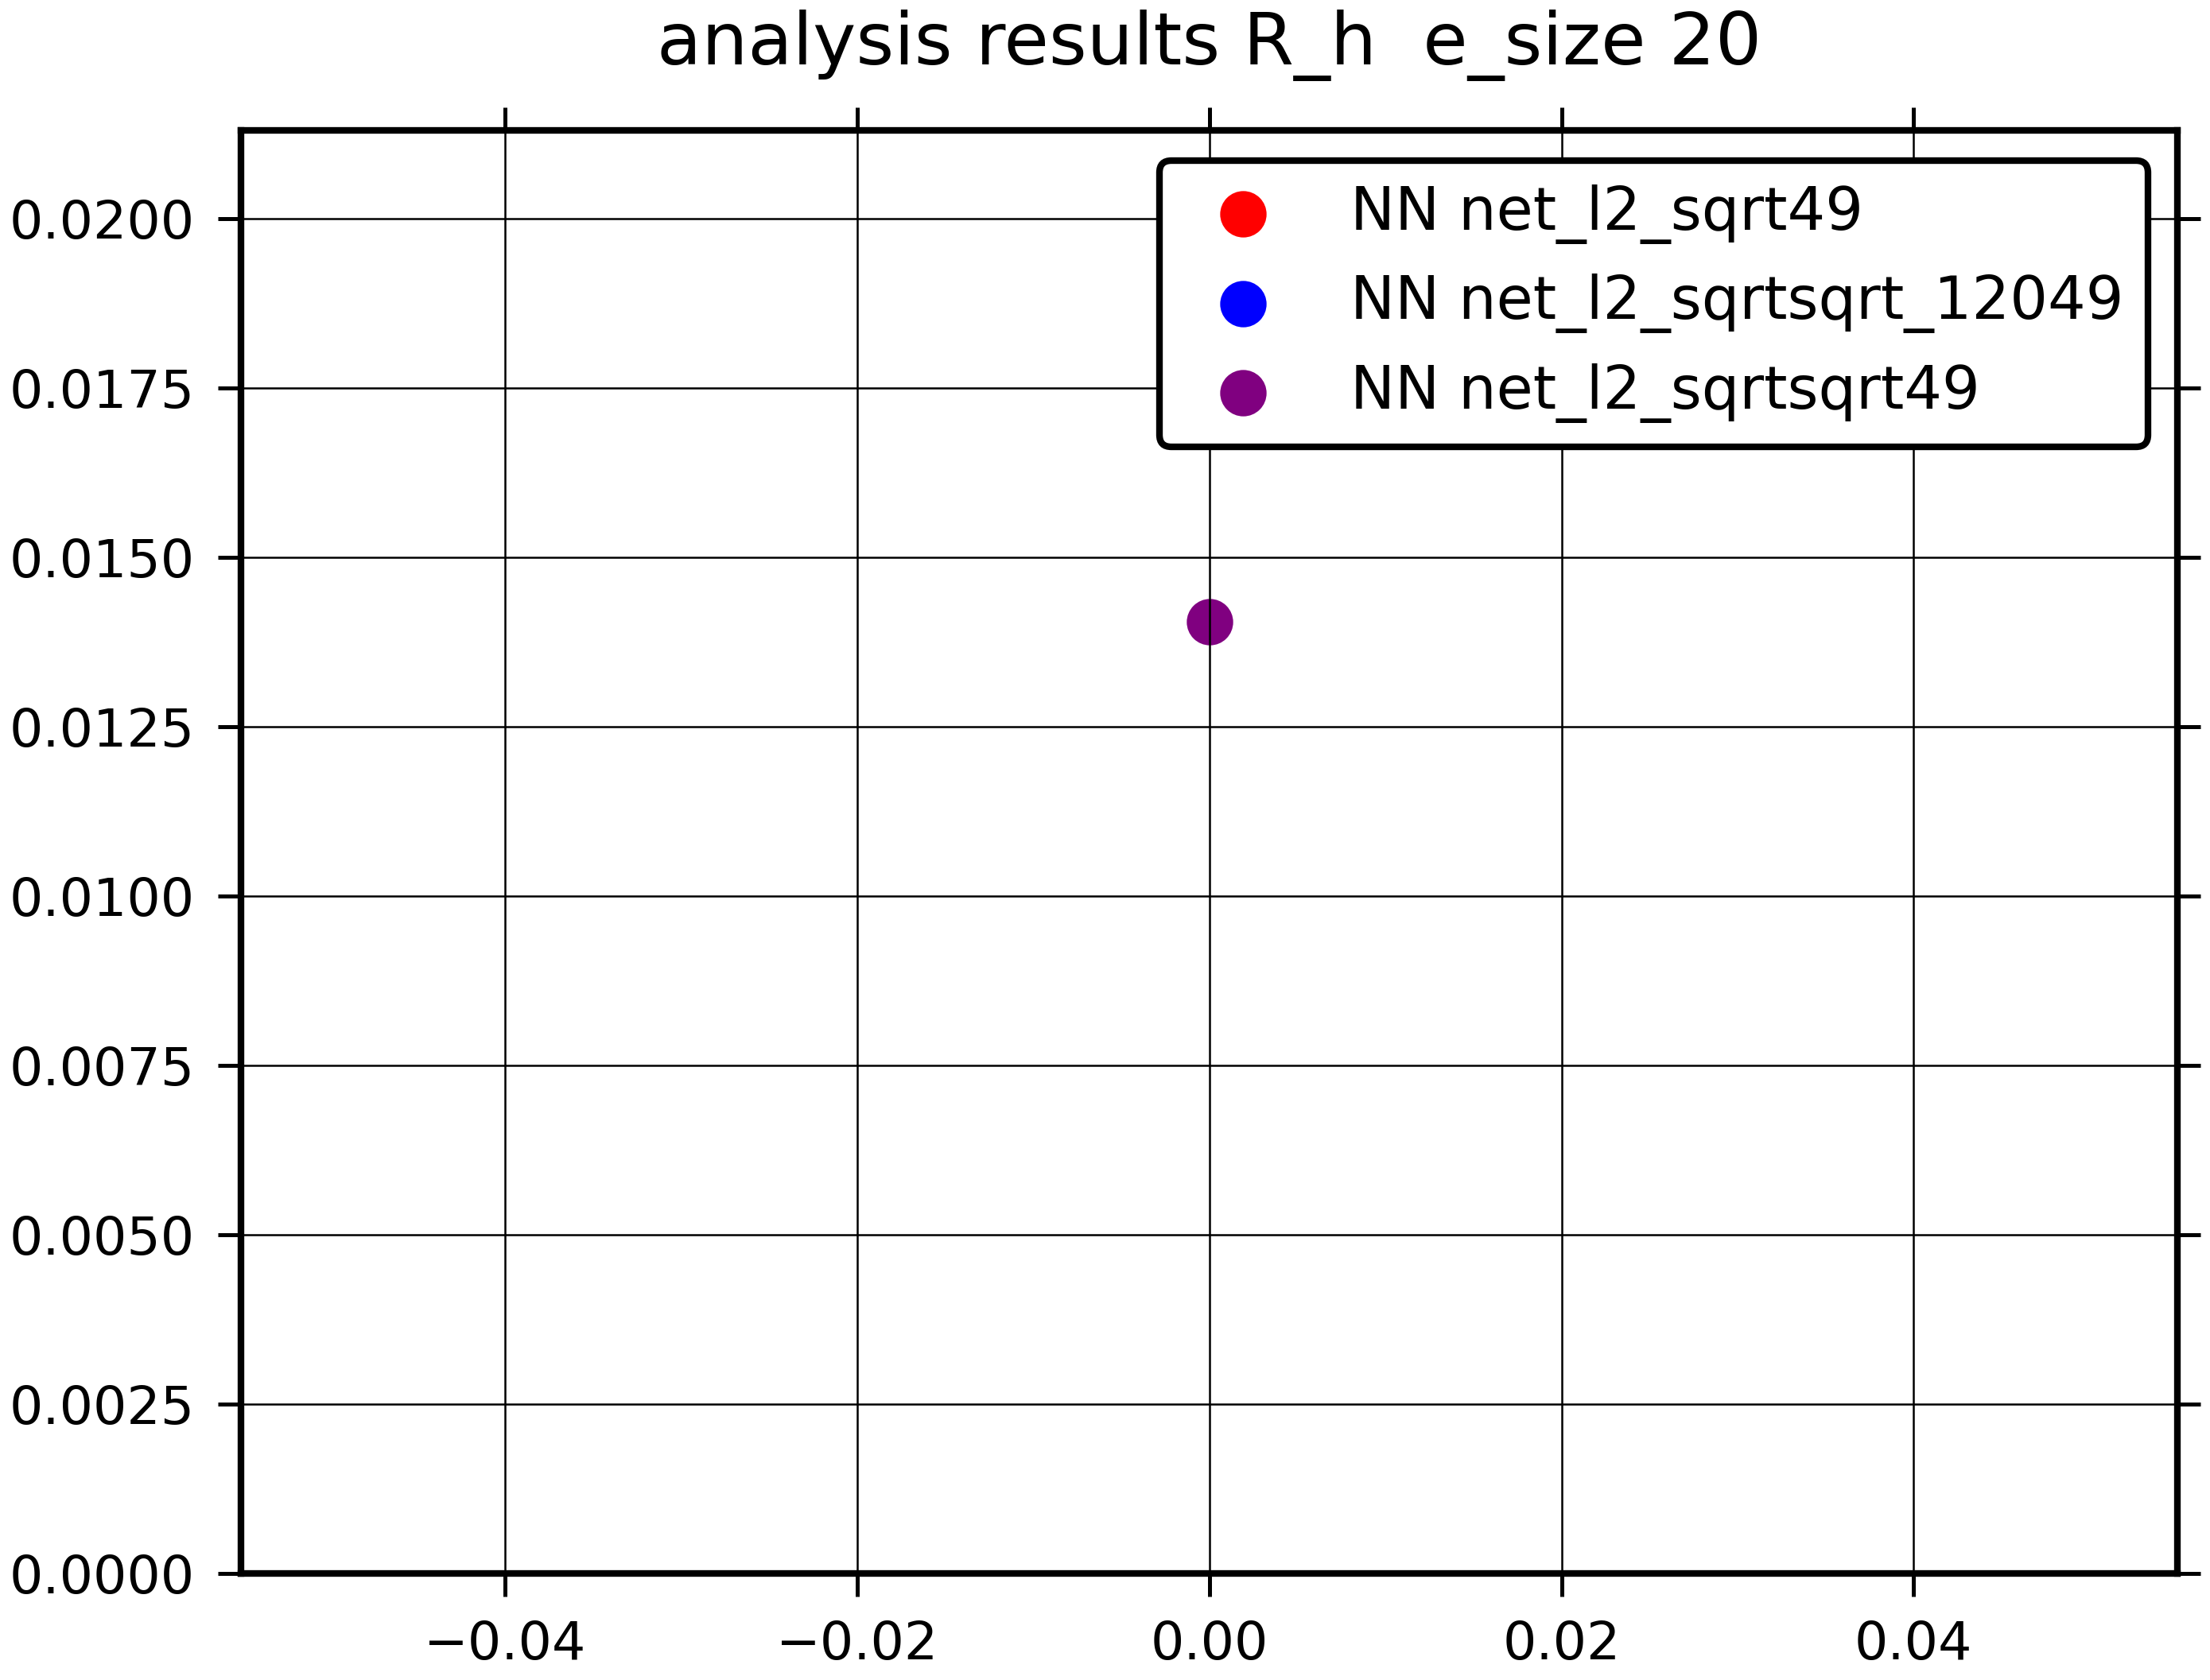 analysis results R_h  e_size 20
NN net_l2_sqrt49
NN net_l2_sqrtsqrt_12049
NN net_l2_sqrtsqrt49
0.0200
0.0175
0.0150
0.0125
0.0100
0.0075
0.0050
0.0025
0.0000
−0.04 −0.02 0.00 0.02 0.04